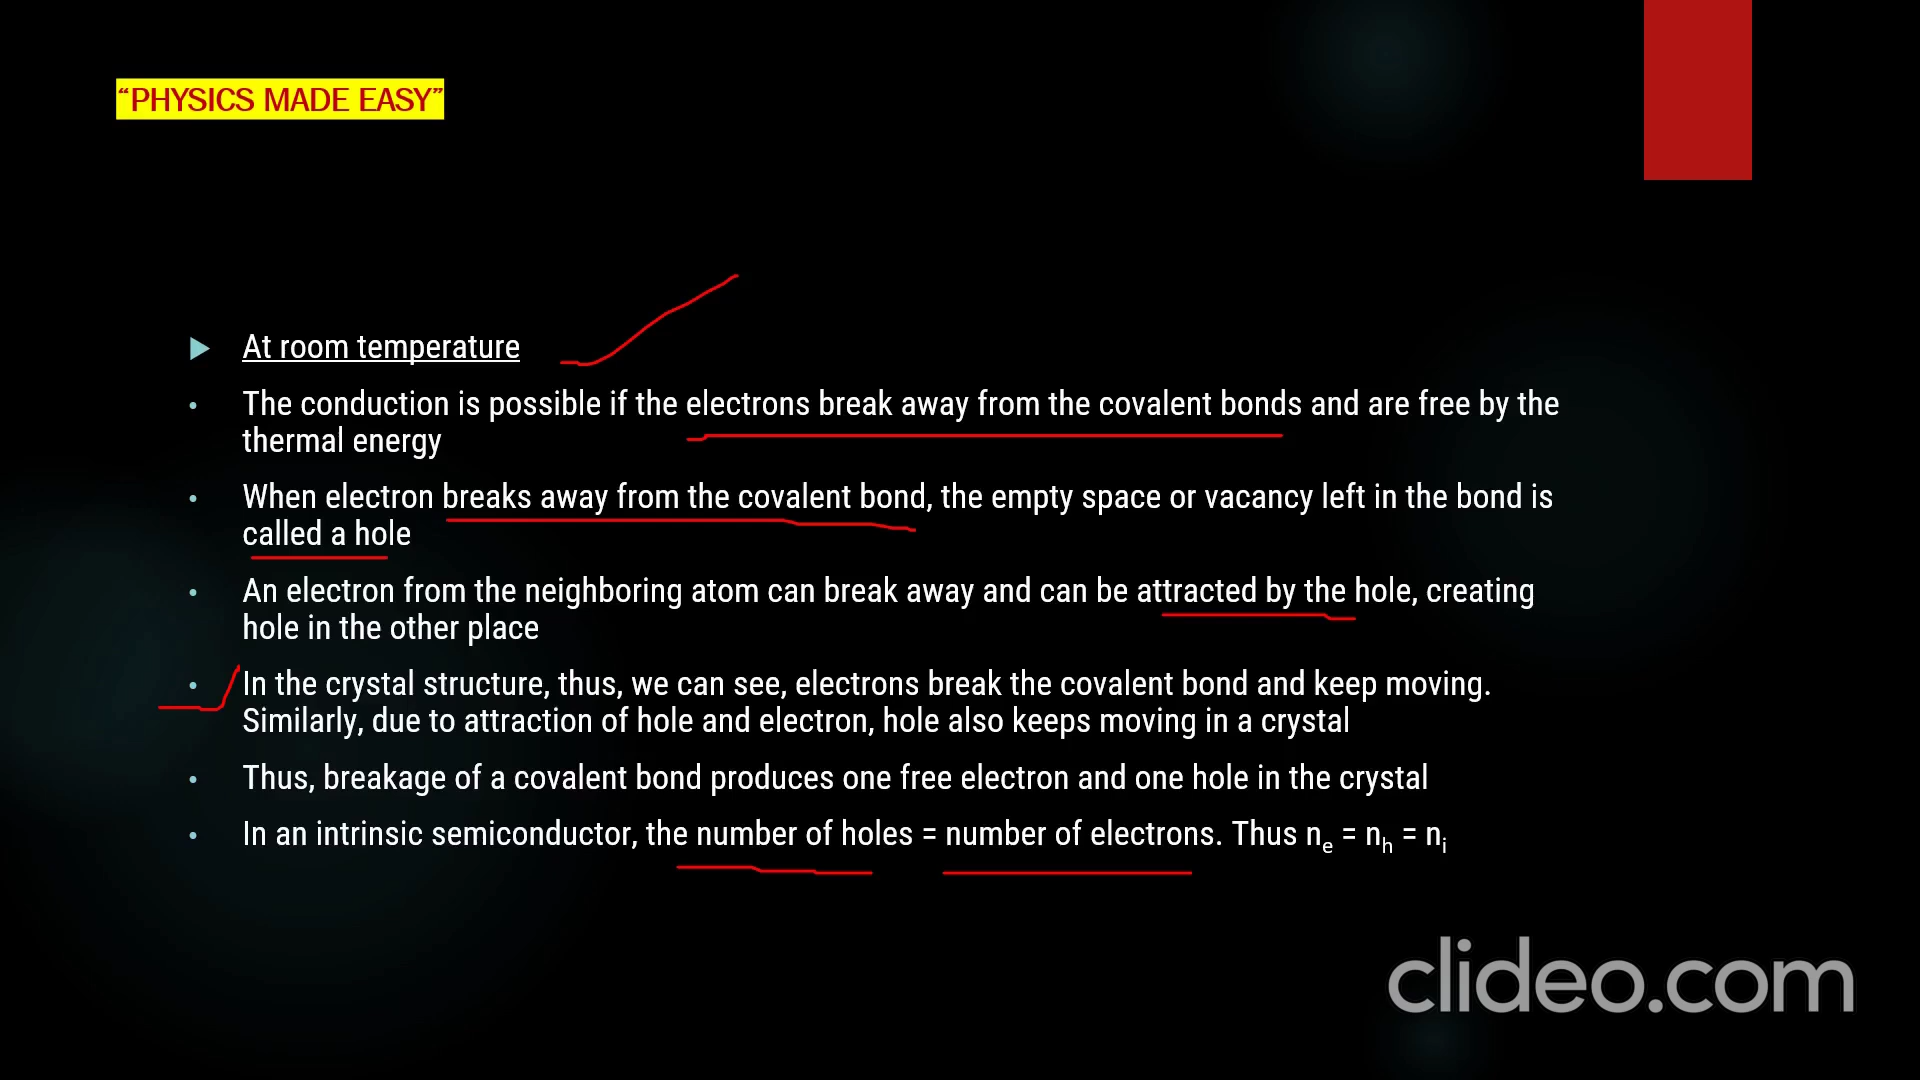 “PHYSICS MADE EASY”
At room temperature
The conduction is possible if the electrons break away from the covalent bonds and are free by the
thermal energy
When electron breaks away from the covalent bond, the empty space or vacancy left in the bond is
called a hole
An electron from the neighboring atom can break away and can be attracted by the hole, creating
hole in the other place
In the crystal structure, thus, we can see, electrons break the covalent bond and keep moving.
Similarly, due to attraction of hole and electron, hole also keeps moving in a crystal
Thus, breakage of a covalent bond produces one free electron and one hole in the crystal
In an intrinsic semiconductor, the number of holes = number of electrons. Thus nₑ = nₕ = nᵢ
clideo.com